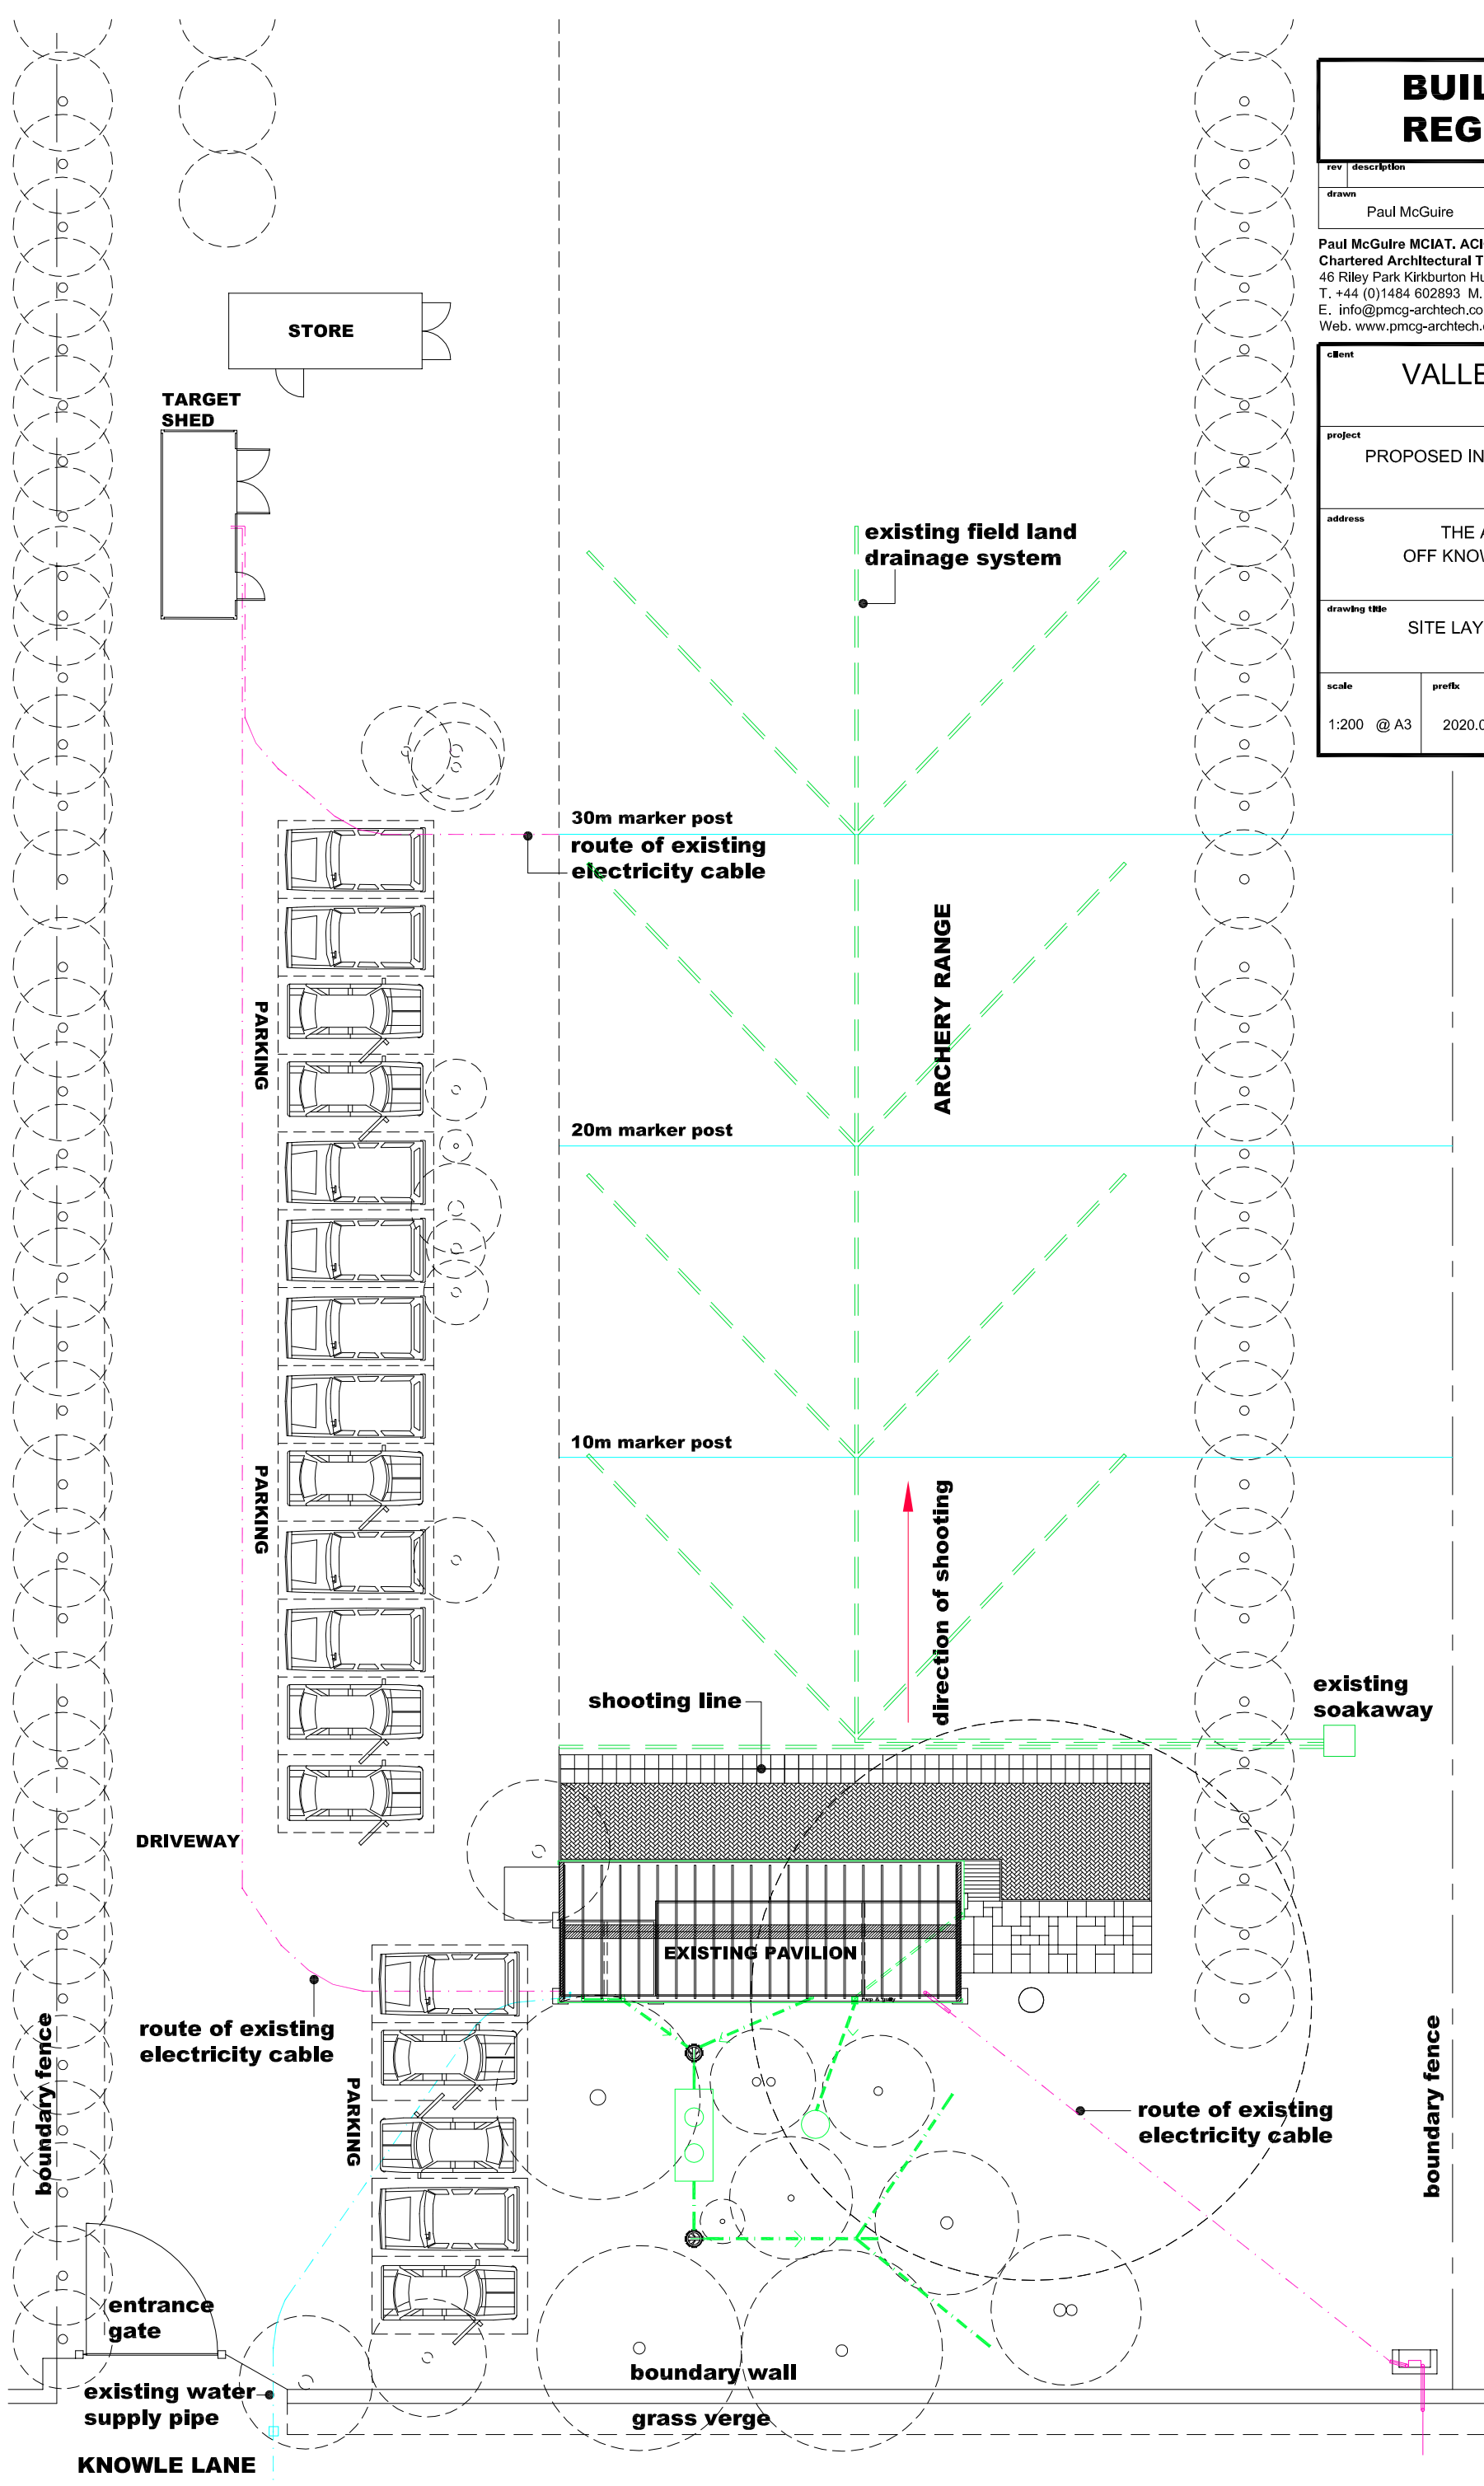 BUIL
REG
rev description
drawn
Paul McGuire
Paul McGuire MCIAT. ACI
Chartered Architectural T
46 Riley Park Kirkburton Hu
T. +44 (0)1484 602893 M.
E. info@pmcg-archtech.co
Web. www.pmcg-archtech.
client
VALLE
project
PROPOSED IN
address
THE A
OFF KNOW
drawing title
SITE LAY
scale prefix
1:200 @ A3 2020.0
STORE
TARGET
SHED
existing field land
drainage system
30m marker post
route of existing
electricity cable
ARCHERY RANGE
PARKING
20m marker post
10m marker post
PARKING
direction of shooting
shooting line
existing
soakaway
DRIVEWAY
EXISTING PAVILION
route of existing
electricity cable
boundary fence
PARKING
route of existing
electricity cable
boundary fence
entrance
gate
boundary wall
existing water
supply pipe
grass verge
KNOWLE LANE